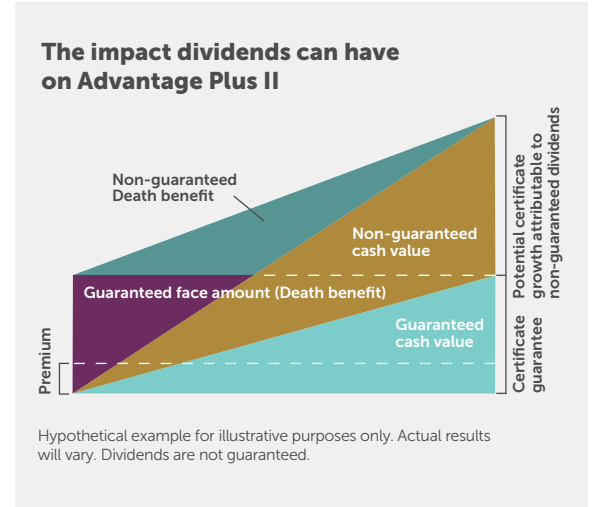 The impact dividends can have
on Advantage Plus II
Non-guaranteed
Death benefit
Non-guaranteed
cash value
Guaranteed face amount (Death benefit)
Guaranteed
cash value
Premium
Potential certificate
growth attributable to
non-guaranteed dividends
Certificate
guarantee
Hypothetical example for illustrative purposes only. Actual results
will vary. Dividends are not guaranteed.